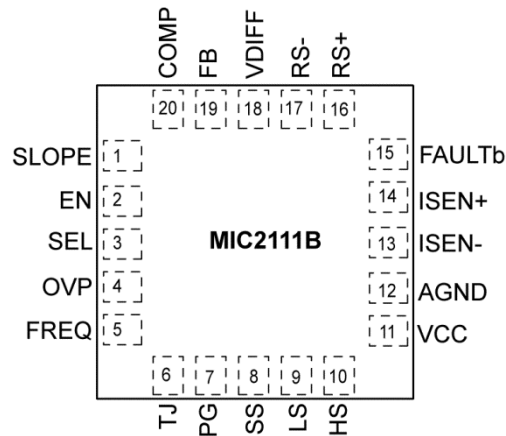 COMP
FB
VDIFF
RS-
RS+
20
19
18
17
16
SLOPE 1
EN 2
SEL 3
OVP 4
FREQ 5
MIC2111B
15 FAULTb
14 ISEN+
13 ISEN-
12 AGND
11 VCC
6
7
8
9
10
TJ
PG
SS
LS
HS